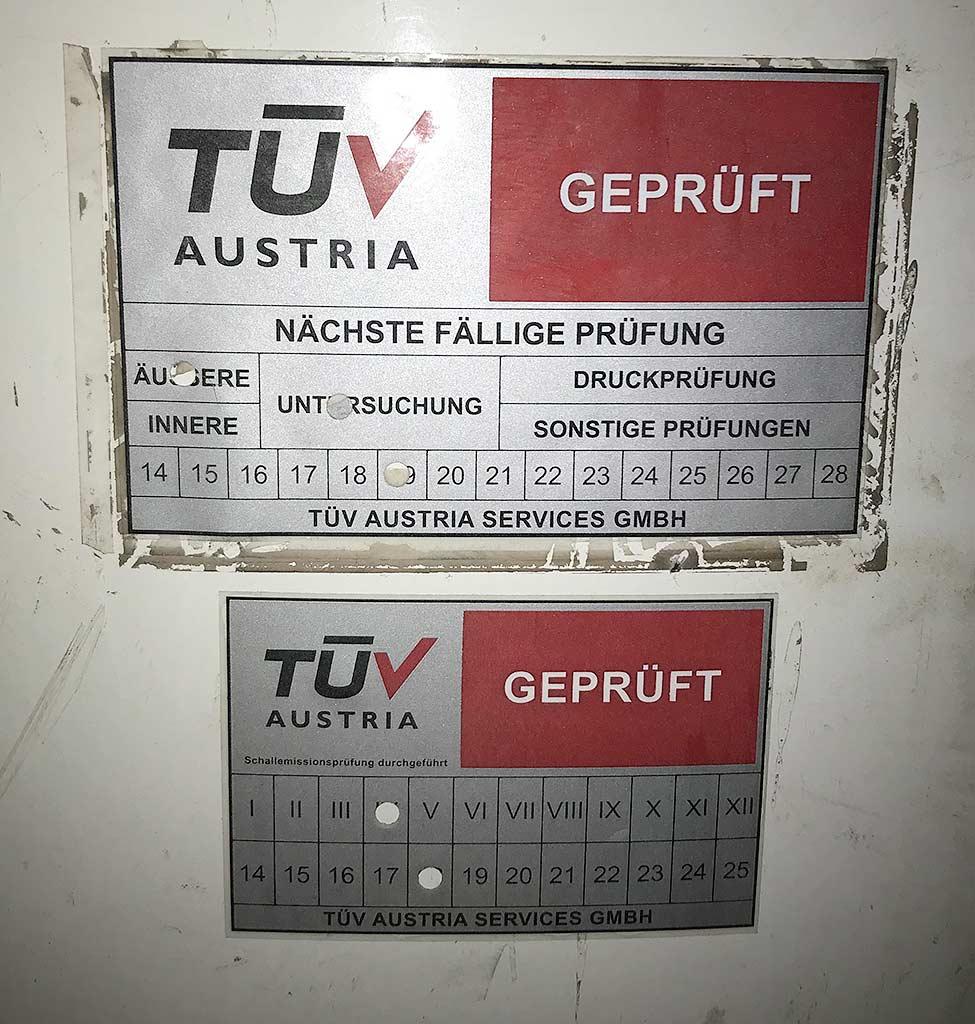 TÜV
AUSTRIA
GEPRÜFT
NÄCHSTE FÄLLIGE PRÜFUNG
INNERE
DRUCKPRÜFUNG
SONSTIGE PRÜFUNGEN
14 15 16 17 18 20 21 22 23 24 25 26 27 28
TÜV AUSTRIA SERVICES GMBH
TÜV
AUSTRIA
Schallemissionsprüfung durchgeführt
GEPRÜFT
I II III V VI VII VIII IX X XI XII
14 15 16 17 19 20 21 22 23 24 25
TÜV AUSTRIA SERVICES GMBH